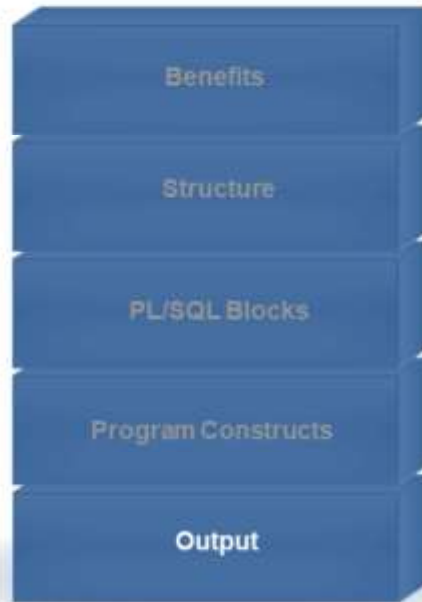 Benefits
Structure
PL/SQL Blocks
Program Constructs
Output